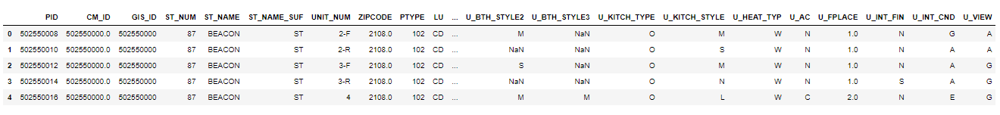 PID CM_ID GIS_ID ST_NUM ST_NAME ST_NAME_SUF UNIT_NUM ZIPCODE PTYPE LU ... U_BTH_STYLE2 U_BTH_STYLE3 U_KITCH_TYPE U_KITCH_STYLE U_HEAT_TYP U_AC U_FPLACE U_INT_FIN U_INT_CND U_VIEW
0 502550008 502550000.0 502550000 87 BEACON ST 2-F 2108.0 102 CD ... M NaN O M W N 1.0 N G A
1 502550010 502550000.0 502550000 87 BEACON ST 2-R 2108.0 102 CD ... NaN NaN O S W N 1.0 N A A
2 502550012 502550000.0 502550000 87 BEACON ST 3-F 2108.0 102 CD ... S NaN O M W N 1.0 N A G
3 502550014 502550000.0 502550000 87 BEACON ST 3-R 2108.0 102 CD ... NaN NaN O N W N 1.0 S A G
4 502550016 502550000.0 502550000 87 BEACON ST 4 2108.0 102 CD ... M M O L W C 2.0 N E G